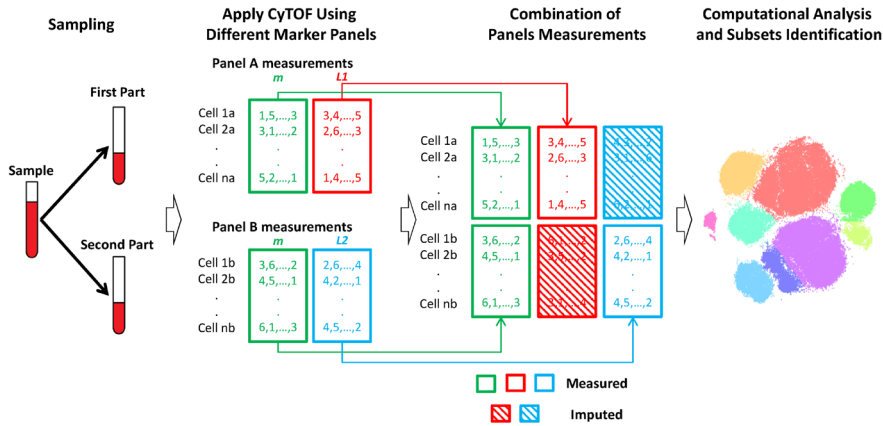 Sampling
Apply CyTOF Using
Different Marker Panels
Combination of
Panels Measurements
Computational Analysis
and Subsets Identification
First Part
Sample
Second Part
Panel A measurements
m L1
Cell 1a 1,5,...,3 3,4,...,5
Cell 2a 3,1,...,2 2,6,...,3
. . .
. . .
Cell na 5,2,...,1 1,4,...,5
Panel B measurements
m L2
Cell 1b 3,6,...,2 2,6,...,4
Cell 2b 4,5,...,1 4,2,...,1
. . .
. . .
Cell nb 6,1,...,3 4,5,...,2
Cell 1a 1,5,...,3 3,4,...,5
Cell 2a 3,1,...,2 2,6,...,3
. . .
. . .
Cell na 5,2,...,1 1,4,...,5
Cell 1b 3,6,...,2 2,6,...,4
Cell 2b 4,5,...,1 4,2,...,1
. . .
. . .
Cell nb 6,1,...,3 4,5,...,2
Measured
Imputed